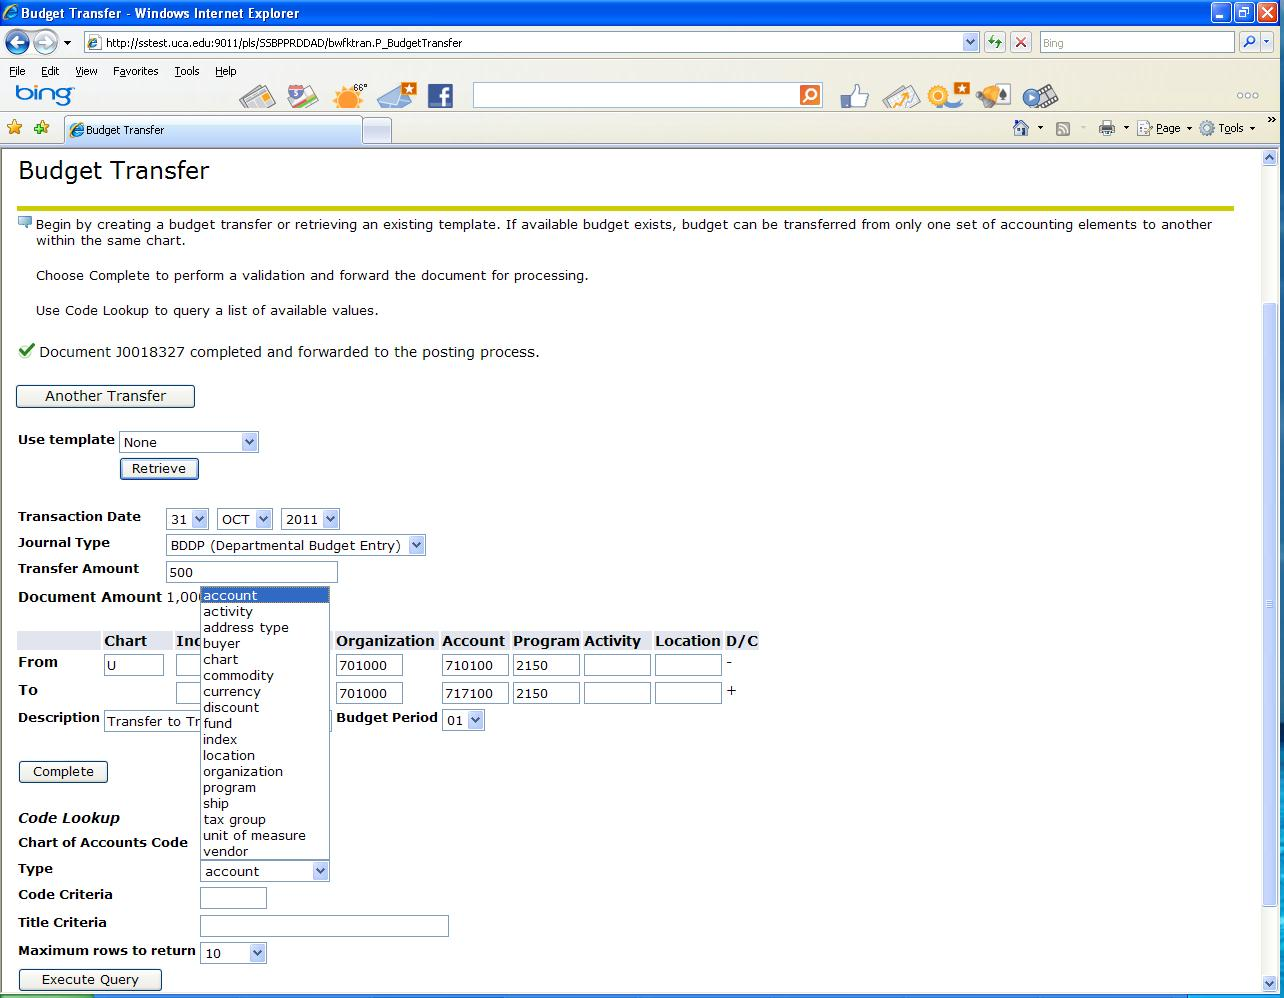 Budget Transfer - Windows Internet Explorer
http://sstest.uca.edu:9011/pls/SSBPPRDDAD/bwfktran.P_BudgetTransfer
Bing
File Edit View Favorites Tools Help
bing
66°
Budget Transfer
Page Tools
Budget Transfer
Begin by creating a budget transfer or retrieving an existing template. If available budget exists, budget can be transferred from only one set of accounting elements to another
within the same chart.
Choose Complete to perform a validation and forward the document for processing.
Use Code Lookup to query a list of available values.
Document J0018327 completed and forwarded to the posting process.
Another Transfer
Use template None
Retrieve
Transaction Date 31 OCT 2011
Journal Type BDDP (Departmental Budget Entry)
Transfer Amount 500
Document Amount 1,00
account
activity
address type
buyer
chart
commodity
currency
discount
fund
index
location
organization
program
ship
tax group
unit of measure
vendor
Chart Organization Account Program Activity Location D/C
From U 701000 710100 2150 -
To 701000 717100 2150 +
Description Transfer to Budget Period 01
Complete
Code Lookup
Chart of Accounts Code
Type account
Code Criteria
Title Criteria
Maximum rows to return 10
Execute Query